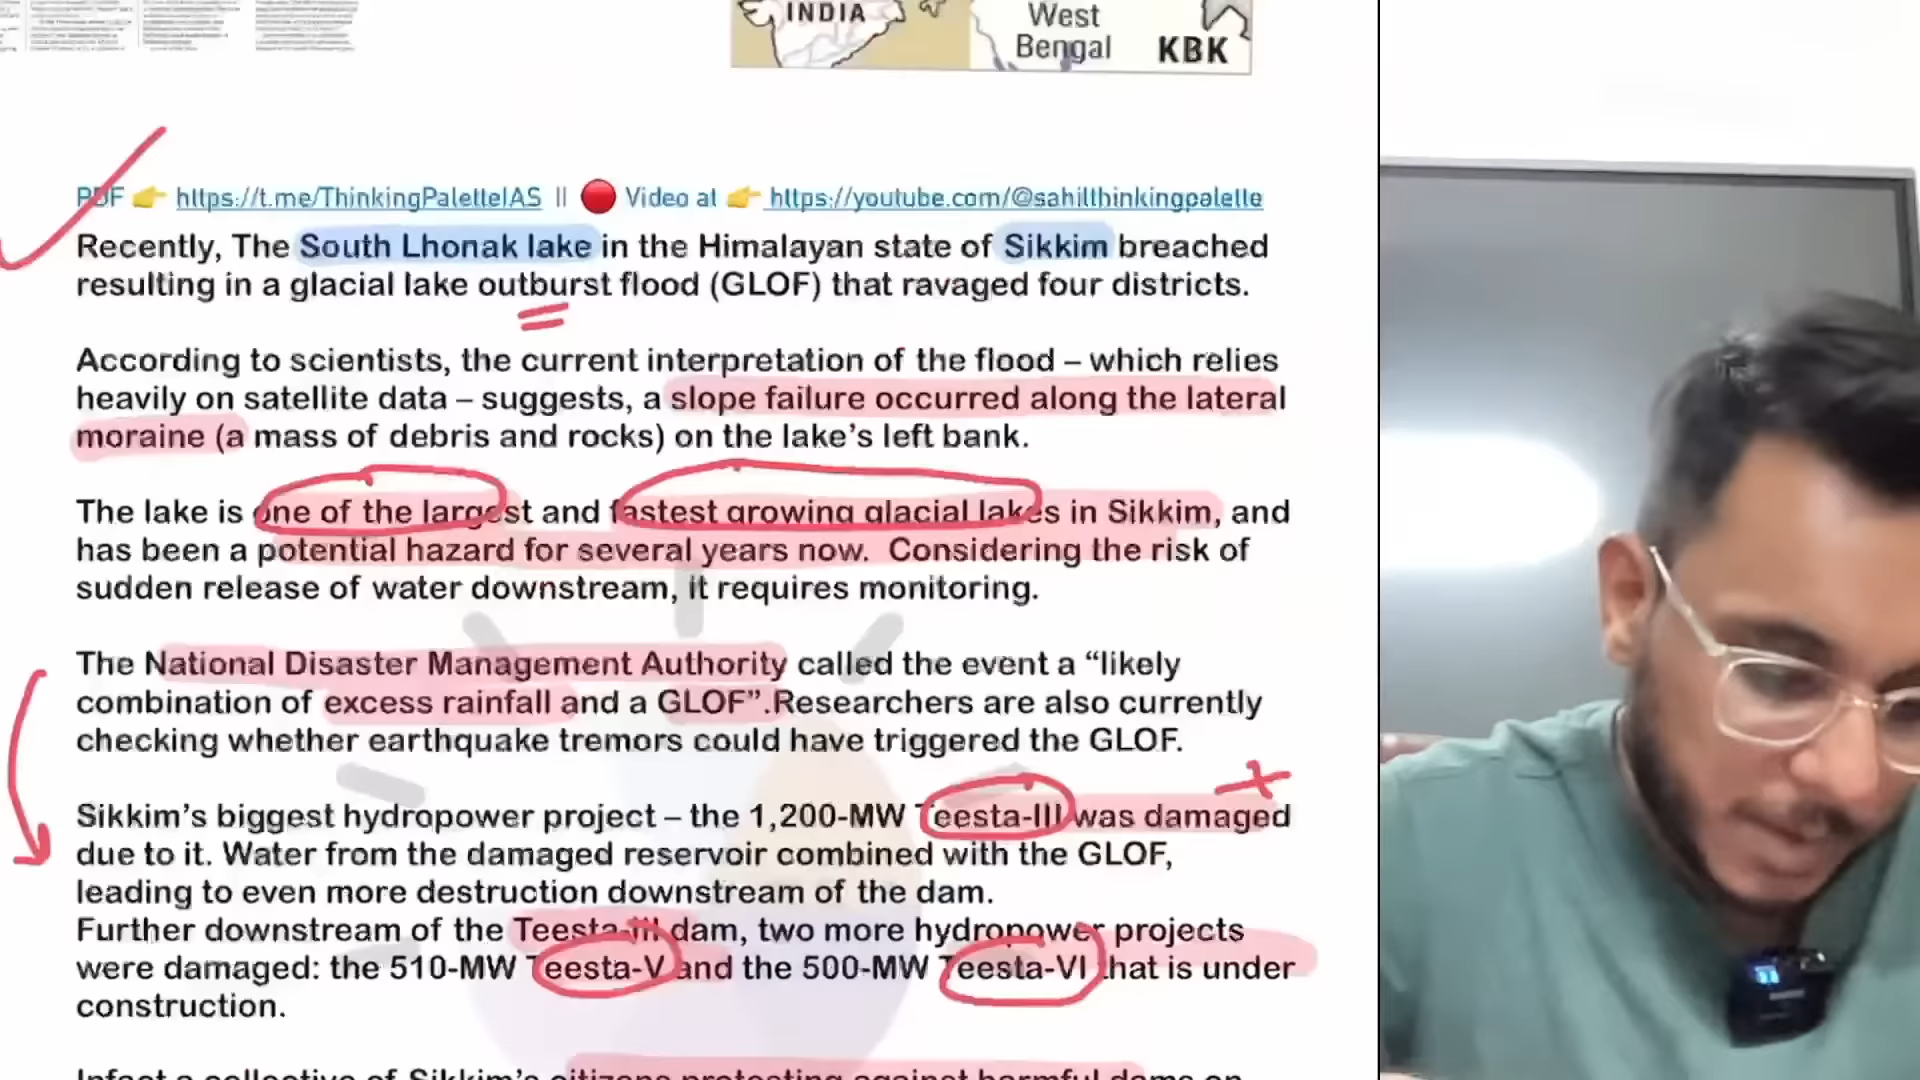 INDIA
West
Bengal
KBK
PDF 👉 https://t.me/ThinkingPaletteIAS || 🔴 Video at 👉 https://youtube.com/@sahilthinkingpalette
Recently, The South Lhonak lake in the Himalayan state of Sikkim breached
resulting in a glacial lake outburst flood (GLOF) that ravaged four districts.
According to scientists, the current interpretation of the flood – which relies
heavily on satellite data – suggests, a slope failure occurred along the lateral
moraine (a mass of debris and rocks) on the lake's left bank.
The lake is one of the largest and fastest growing glacial lakes in Sikkim, and
has been a potential hazard for several years now. Considering the risk of
sudden release of water downstream, it requires monitoring.
The National Disaster Management Authority called the event a “likely
combination of excess rainfall and a GLOF”.Researchers are also currently
checking whether earthquake tremors could have triggered the GLOF.
Sikkim's biggest hydropower project – the 1,200-MW Teesta-III was damaged
due to it. Water from the damaged reservoir combined with the GLOF,
leading to even more destruction downstream of the dam.
Further downstream of the Teesta-III dam, two more hydropower projects
were damaged: the 510-MW Teesta-V and the 500-MW Teesta-VI that is under
construction.
Infact a collective of Sikkim's citizens protesting against harmful dams on